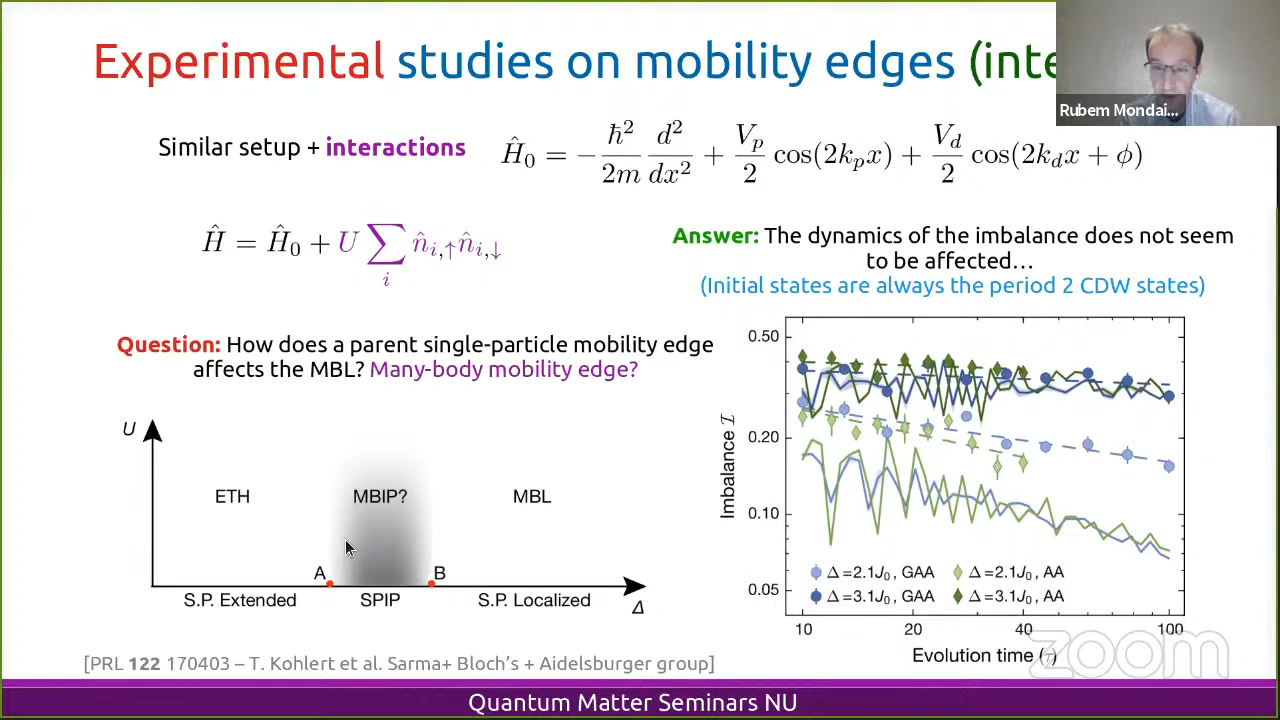 Experimental studies on mobility edges (inte
Rubem Mondai...
Similar setup + interactions
Ĥ₀ = −ħ²/2m d²/dx² + V_p/2 cos(2k_p x) + V_d/2 cos(2k_d x + ϕ)
Ĥ = Ĥ₀ + U ∑_i n̂_{i,↑} n̂_{i,↓}
Answer: The dynamics of the imbalance does not seem
to be affected…
(Initial states are always the period 2 CDW states)
Question: How does a parent single-particle mobility edge
affects the MBL? Many-body mobility edge?
U
ETH
MBIP?
MBL
A
B
S.P. Extended
SPIP
S.P. Localized
Δ
Imbalance ℐ
0.50
0.20
0.10
0.05
Δ=2.1J₀, GAA
Δ=2.1J₀, AA
Δ=3.1J₀, GAA
Δ=3.1J₀, AA
10
20
40
100
Evolution time (τ)
zoom
[PRL 122 170403 – T. Kohlert et al. Sarma+ Bloch’s + Aidelsburger group]
Quantum Matter Seminars NU